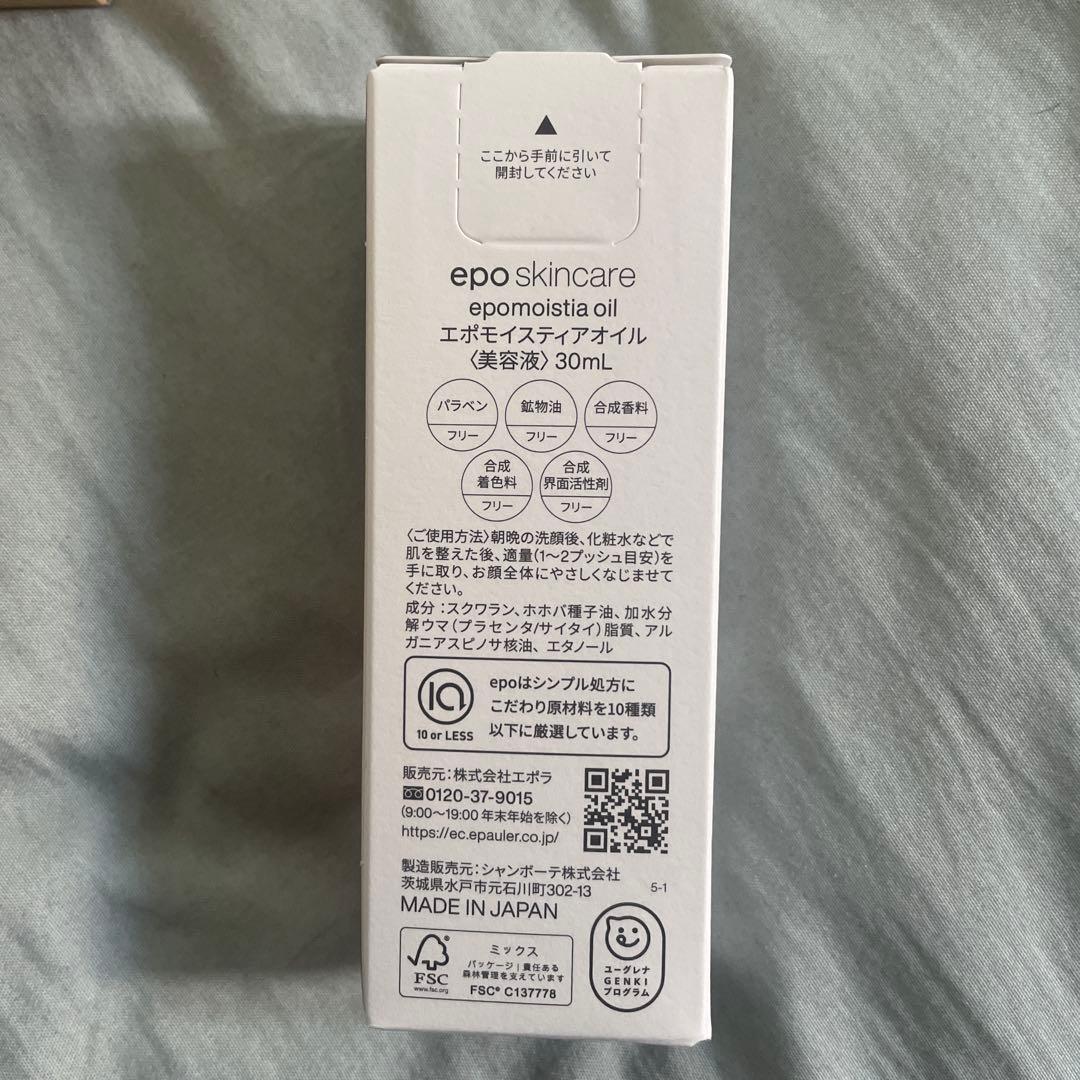 ▲
ここから手前に引いて
開封してください
epo skincare
epomoistia oil
エポモイスティアオイル
〈美容液〉30mL
パラベン
フリー
鉱物油
フリー
合成香料
フリー
合成
着色料
フリー
合成
界面活性剤
フリー
〈ご使用方法〉朝晩の洗顔後、化粧水などで
肌を整えた後、適量(1〜2プッシュ目安)を
手に取り、お顔全体にやさしくなじませて
ください。
成分：スクワラン、ホホバ種子油、加水分
解ウマ(プラセンタ/サイタイ)脂質、アル
ガニアスピノサ核油、エタノール
10 or LESS
epoはシンプル処方に
こだわり原材料を10種類
以下に厳選しています。
販売元：株式会社エポラ
0120-37-9015
(9:00〜19:00 年末年始を除く)
https://ec.epauler.co.jp/
製造販売元：シャンボーテ株式会社
茨城県水戸市元石川町302-13
5-1
MADE IN JAPAN
FSC
www.fsc.org
ミックス
パッケージ｜責任ある
森林管理を支えています
FSC® C137778
ユーグレナ
GENKI
プログラム